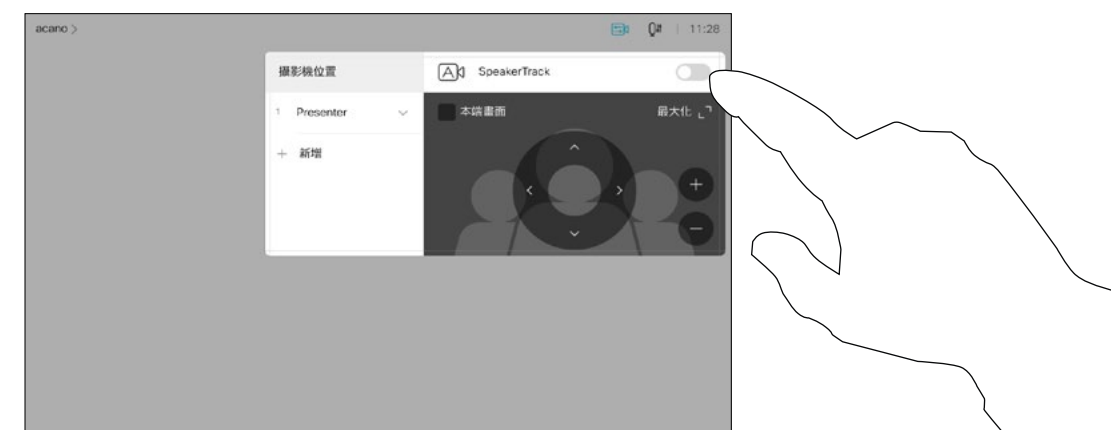 acano >
11:28
攝影機位置
A
SpeakerTrack
1 Presenter
本端畫面
最大化
+ 新增